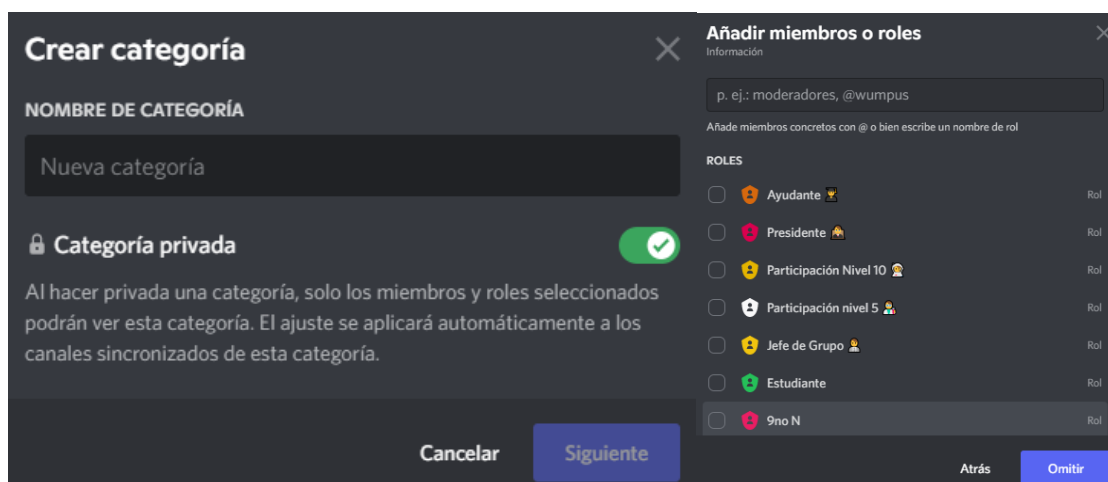 Crear categoría
NOMBRE DE CATEGORÍA
Nueva categoría
Categoría privada
Al hacer privada una categoría, solo los miembros y roles seleccionados
podrán ver esta categoría. El ajuste se aplicará automáticamente a los
canales sincronizados de esta categoría.
Cancelar
Siguiente
Añadir miembros o roles
Información
p. ej.: moderadores, @wumpus
Añade miembros concretos con @ o bien escribe un nombre de rol
ROLES
Ayudante Rol
Presidente Rol
Participación Nivel 10 Rol
Participación nivel 5 Rol
Jefe de Grupo Rol
Estudiante Rol
9no N Rol
Atrás
Omitir